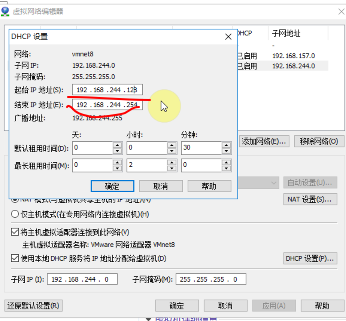 虚拟网络编辑器
DHCP 设置
网络: vmnet8
子网 IP: 192.168.244.0
子网掩码: 255.255.255.0
起始 IP 地址(S): 192 .168 .244 .128
结束 IP 地址(E): 192 .168 .244 .254
广播地址: 192.168.244.255
天: 小时: 分钟:
默认租用时间(D): 0 0 30
最长租用时间(M): 0 2 0
确定 取消 帮助
DHCP 子网地址
-
已启用 192.168.157.0
已启用 192.168.244.0
添加网络(E)... 移除网络(O)
自动设置(U)...
NAT 设置(S)...
仅主机模式(在专用网络内连接虚拟机)(H)
将主机虚拟适配器连接到此网络(V)
主机虚拟适配器名称: VMware 网络适配器 VMnet8
使用本地 DHCP 服务将 IP 地址分配给虚拟机(D)
DHCP 设置(P)...
子网 IP (I): 192 .168 .244 . 0 子网掩码(M): 255 .255 .255 . 0
还原默认设置(R) 确定 取消 应用(A) 帮助